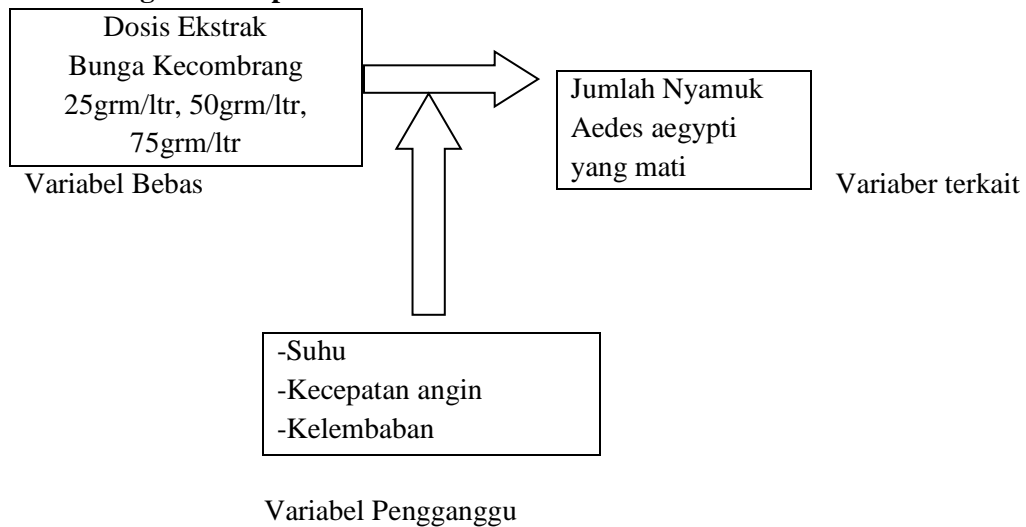 Dosis Ekstrak
Bunga Kecombrang
25grm/ltr, 50grm/ltr,
75grm/ltr
Variabel Bebas
Jumlah Nyamuk
Aedes aegypti
yang mati
Variaber terkait
-Suhu
-Kecepatan angin
-Kelembaban
Variabel Pengganggu